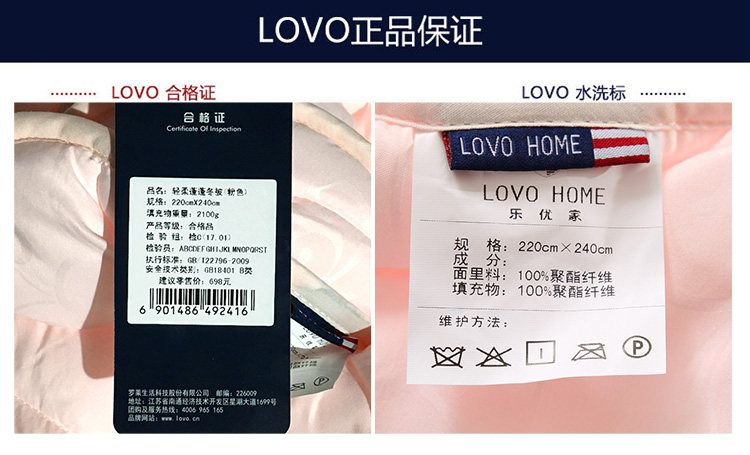 LOVO正品保证
LOVO 合格证
LOVO 水洗标
合格证
Certificate Of Inspection
品名: 轻柔蓬蓬冬被(粉色)
规格: 220cmX240cm
填充物重量: 2100g
产品等级: 合格品
检 验 组: 检C(17.01)
检验员: ABCDEFGHIJKLMNOPQRST
执行标准: GB/T22796-2009
安全技术类别: GB18401 B类
建议零售价: 698元
6 901486 492416
罗莱生活科技股份有限公司 邮编: 226009
地址: 江苏省南通经济技术开发区星湖大道1699号
团购及服务热线: 4006 965 165
品牌网站: www.lovo.cn
LOVO HOME
LOVO HOME
乐优家
规 格: 220cm×240cm
成 分:
面里料: 100%聚酯纤维
填充物: 100%聚酯纤维
维护方法:
P